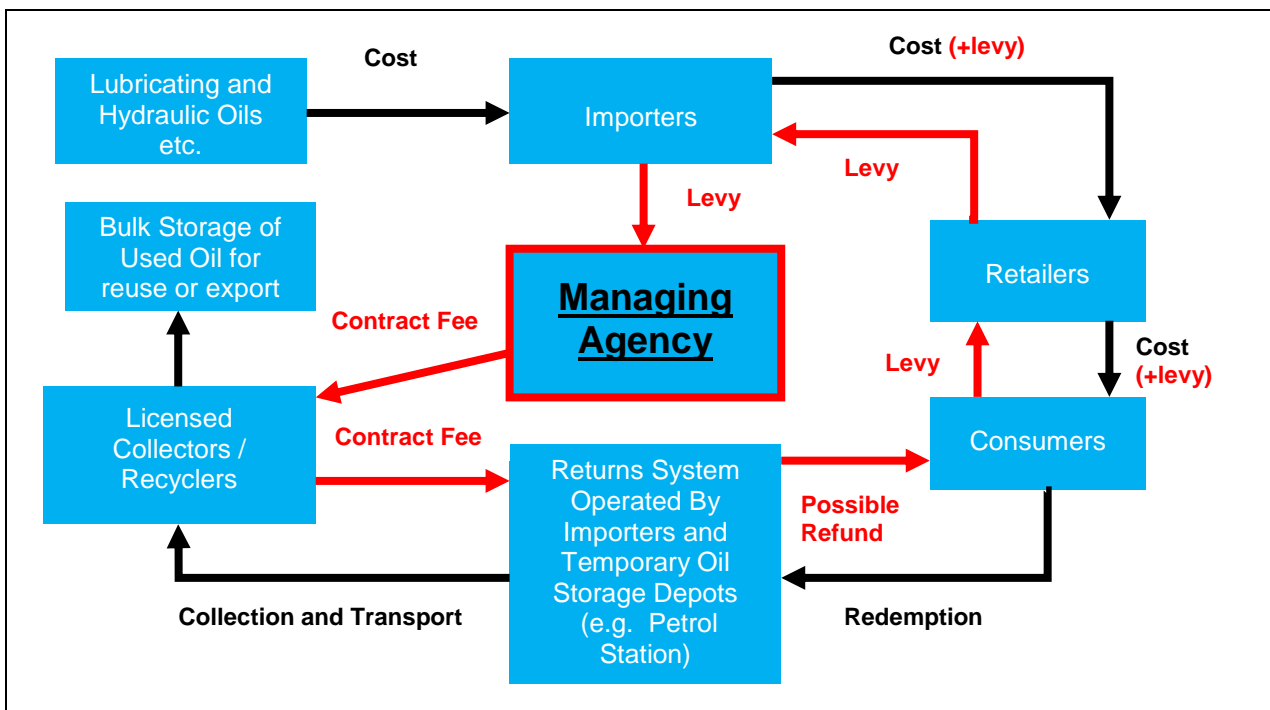 Cost
Cost (+levy)
Lubricating and
Hydraulic Oils
etc.
Importers
Levy
Levy
Bulk Storage of
Used Oil for
reuse or export
Retailers
Managing
Agency
Contract Fee
Cost
(+levy)
Levy
Licensed
Collectors /
Recyclers
Contract Fee
Consumers
Returns System
Operated By
Importers and
Temporary Oil
Storage Depots
(e.g. Petrol
Station)
Possible
Refund
Collection and Transport
Redemption